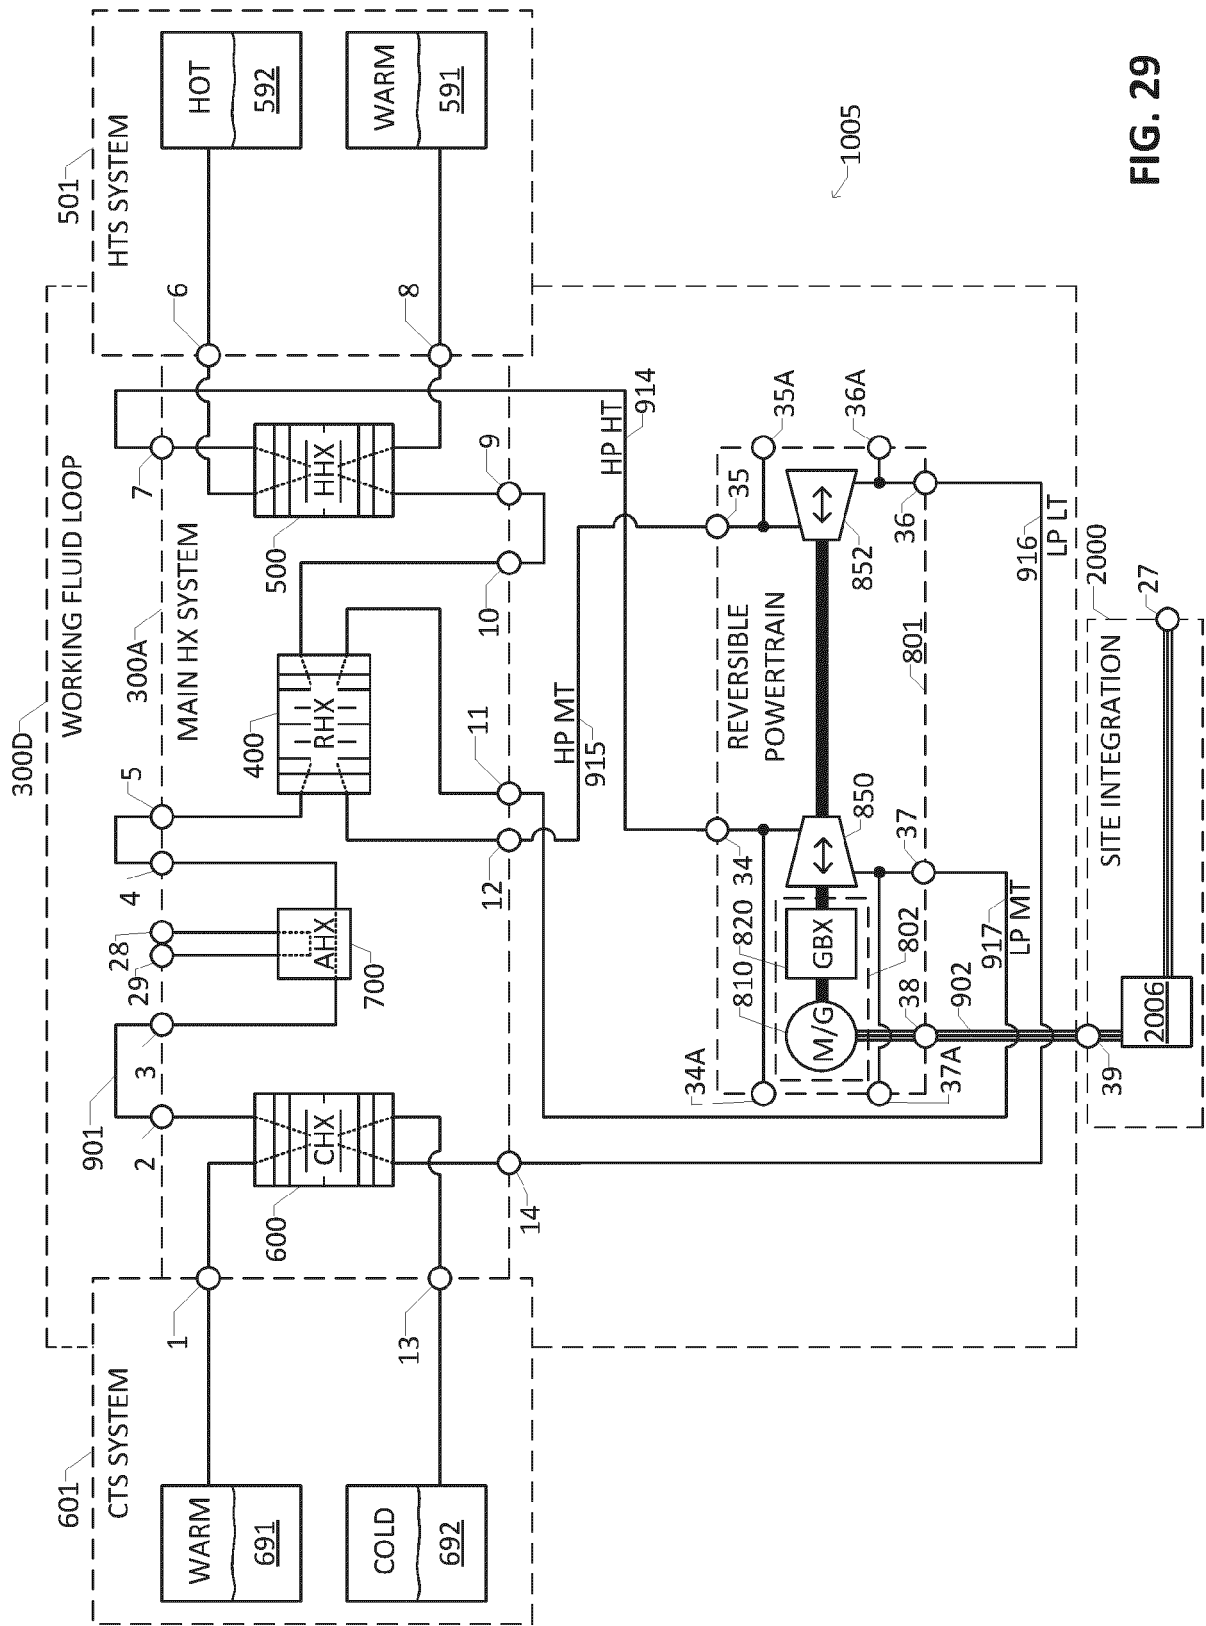 601
CTS SYSTEM
WARM
691
COLD
692
1
13
300D
WORKING FLUID LOOP
300A
MAIN HX SYSTEM
901
2
3
29
28
4
5
7
600
CHX
AHX
700
400
RHX
500
HHX
14
12
11
10
9
6
8
501
HTS SYSTEM
HOT
592
WARM
591
HP MT
915
HP HT
914
REVERSIBLE
POWERTRAIN
34A
34
35
35A
36A
810
820
M/G
GBX
850
852
802
801
37A
38
37
36
902
917
LP MT
916
LP LT
39
2006
SITE INTEGRATION
2000
27
1005
FIG. 29